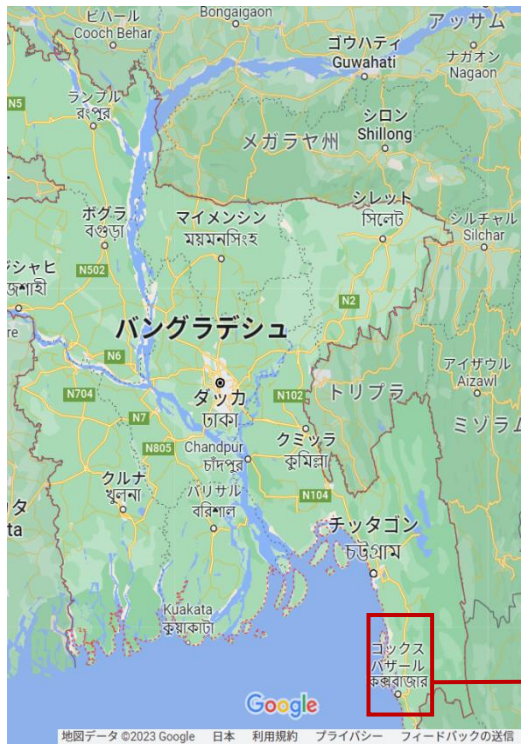 ビハール
Cooch Behar
Bongaigaon
アッサム
ゴウハティ
Guwahati
ナガオン
Nagaon
N5
ランプル
রংপুর
シロン
Shillong
メガラヤ州
ボグラ
বগুড়া
マイメンシン
ময়মনসিংহ
シレット
সিলেট
シルチャル
Silchar
シャヒ
জশাহী
N502
N2
バングラデシュ
re
N6
アイザウル
Aizawl
N704
ダッカ
ঢাকা
N102
トリプラ
ミゾラム
N7
クミッラ
কুমিল্লা
N805
Chandpur
চাঁদপুর
クルナ
খুলনা
バリサル
বরিশাল
N104
タ
ta
チッタゴン
চট্টগ্রাম
Kuakata
কুয়াকাটা
コックス
バザール
কক্সবাজার
Google
地図データ ©2023 Google 日本 利用規約 プライバシー フィードバックの送信